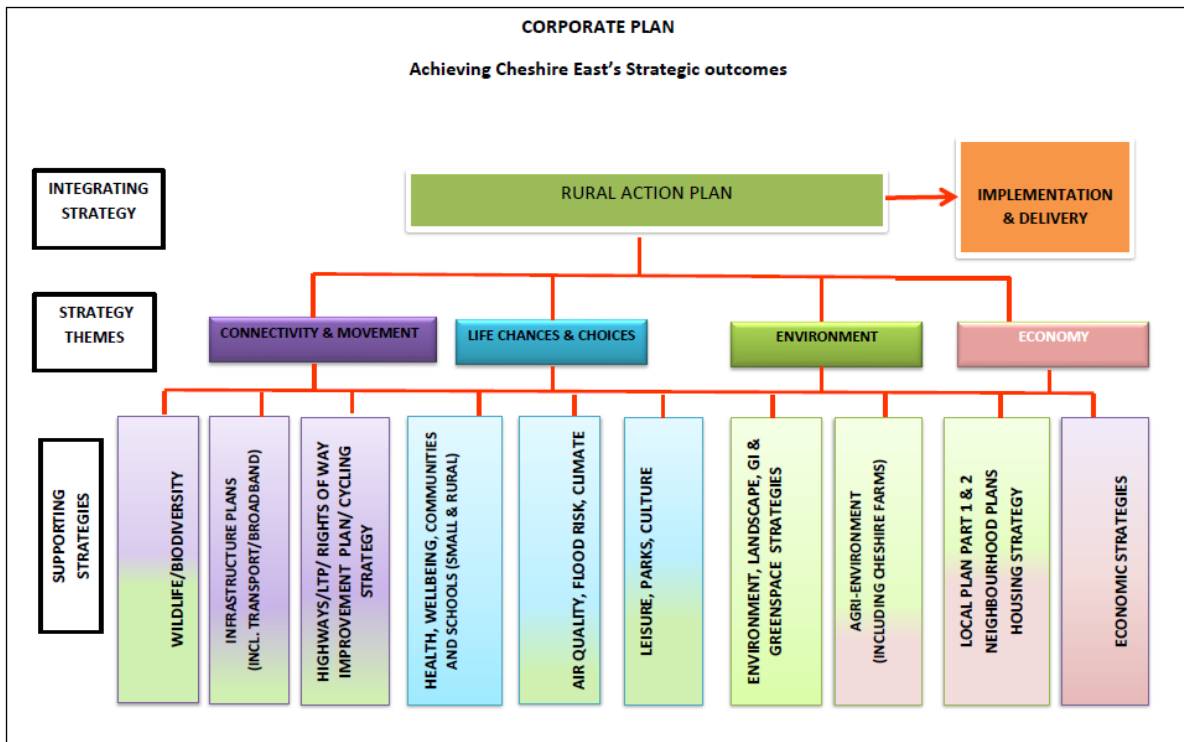 CORPORATE PLAN
Achieving Cheshire East’s Strategic outcomes
INTEGRATING
STRATEGY
RURAL ACTION PLAN
IMPLEMENTATION
& DELIVERY
STRATEGY
THEMES
CONNECTIVITY & MOVEMENT
LIFE CHANCES & CHOICES
ENVIRONMENT
ECONOMY
SUPPORTING
STRATEGIES
WILDLIFE/BIODIVERSITY
INFRASTRUCTURE PLANS
(INCL. TRANSPORT/BROADBAND)
HIGHWAYS/LTP/ RIGHTS OF WAY
IMPROVEMENT PLAN/ CYCLING
STRATEGY
HEALTH, WELLBEING, COMMUNITIES
AND SCHOOLS (SMALL & RURAL)
AIR QUALITY, FLOOD RISK, CLIMATE
LEISURE, PARKS, CULTURE
ENVIRONMENT, LANDSCAPE, GI &
GREENSPACE STRATEGIES
AGRI-ENVIRONMENT
(INCLUDING CHESHIRE FARMS)
LOCAL PLAN PART 1 & 2
NEIGHBOURHOOD PLANS
HOUSING STRATEGY
ECONOMIC STRATEGIES